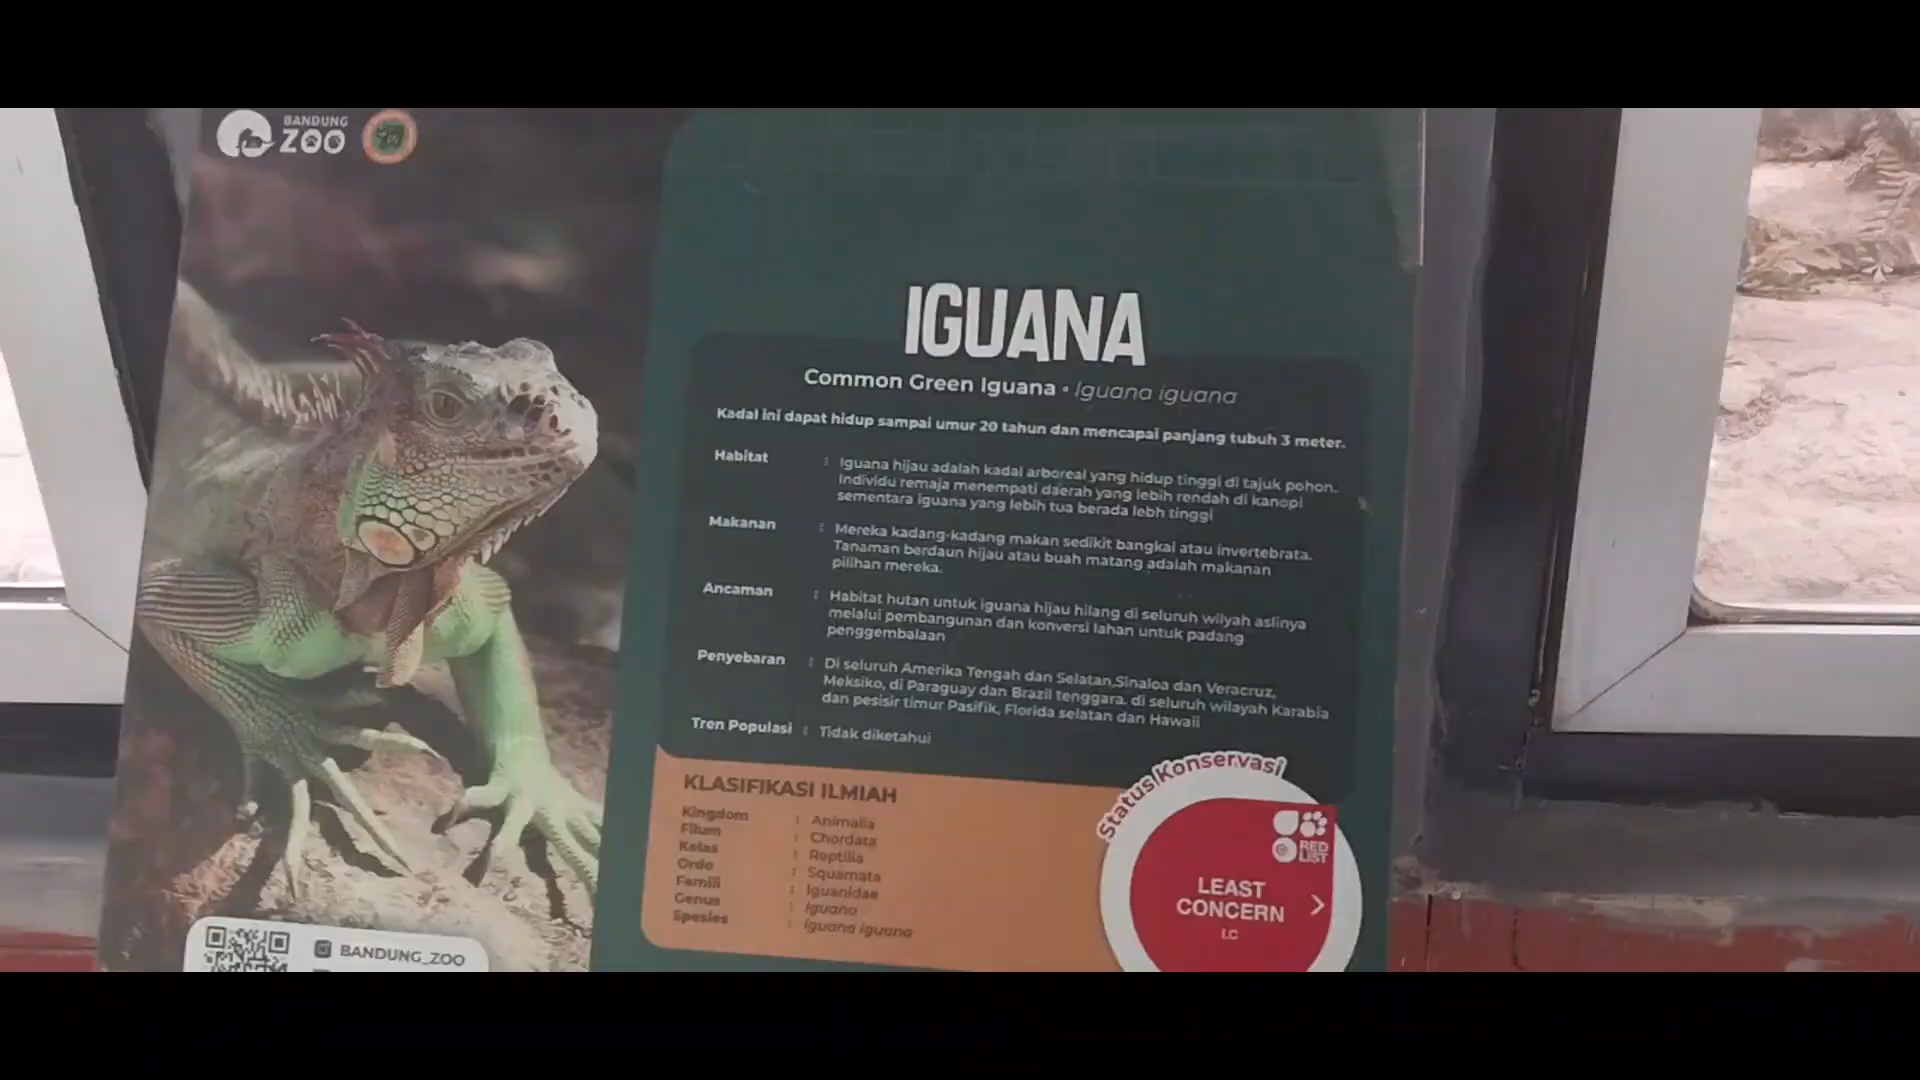 BANDUNG
ZOO
IGUANA
Common Green Iguana • Iguana iguana
Kadal ini dapat hidup sampai umur 20 tahun dan mencapai panjang tubuh 3 meter.
Habitat : Iguana hijau adalah kadal arboreal yang hidup tinggi di tajuk pohon.
Individu remaja menempati daerah yang lebih rendah di kanopi
sementara iguana yang lebih tua berada lebh tinggi
Makanan : Mereka kadang-kadang makan sedikit bangkai atau invertebrata.
Tanaman berdaun hijau atau buah matang adalah makanan
pilihan mereka.
Ancaman : Habitat hutan untuk iguana hijau hilang di seluruh wilyah aslinya
melalui pembangunan dan konversi lahan untuk padang
penggembalaan
Penyebaran : Di seluruh Amerika Tengah dan Selatan,Sinaloa dan Veracruz,
Meksiko, di Paraguay dan Brazil tenggara. di seluruh wilayah Karabia
dan pesisir timur Pasifik, Florida selatan dan Hawaii
Tren Populasi : Tidak diketahui
KLASIFIKASI ILMIAH
Kingdom : Animalia
Filum : Chordata
Kelas : Reptilia
Ordo : Squamata
Famili : Iguanidae
Genus : Iguana
Spesies : Iguana iguana
Status Konservasi
RED
LIST
LEAST
CONCERN
LC
BANDUNG_ZOO